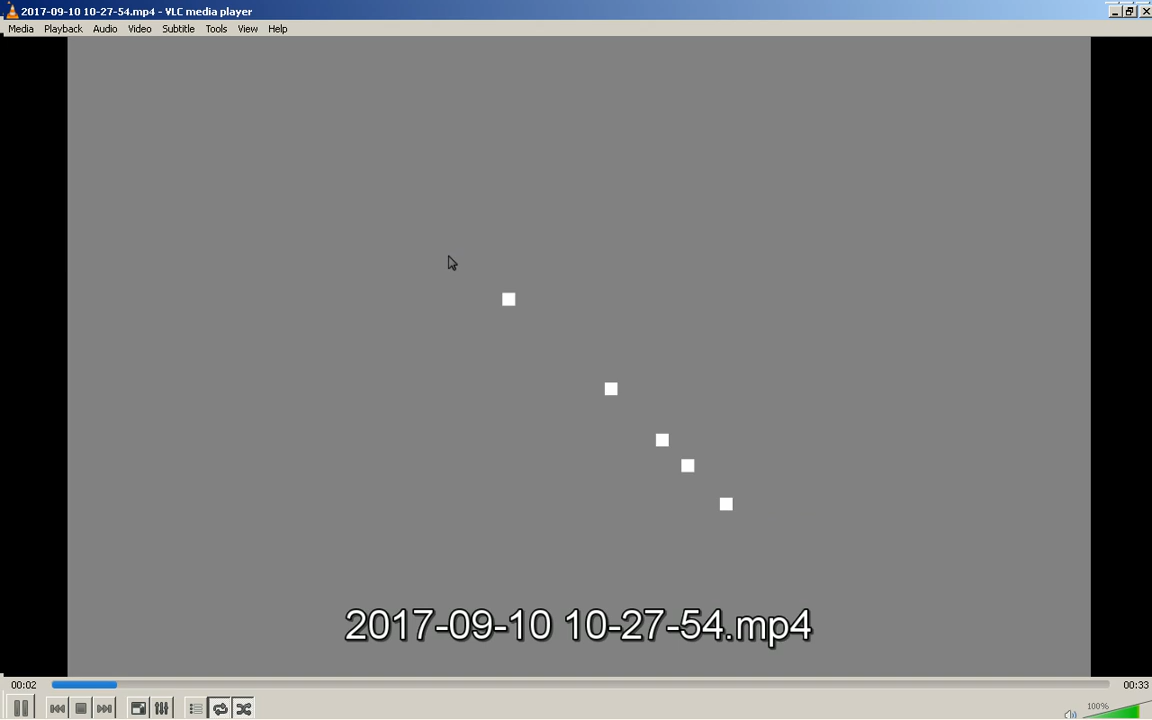 2017-09-10 10-27-54.mp4 - VLC media player
Media Playback Audio Video Subtitle Tools View Help
2017-09-10 10-27-54.mp4
00:02 00:33
100%